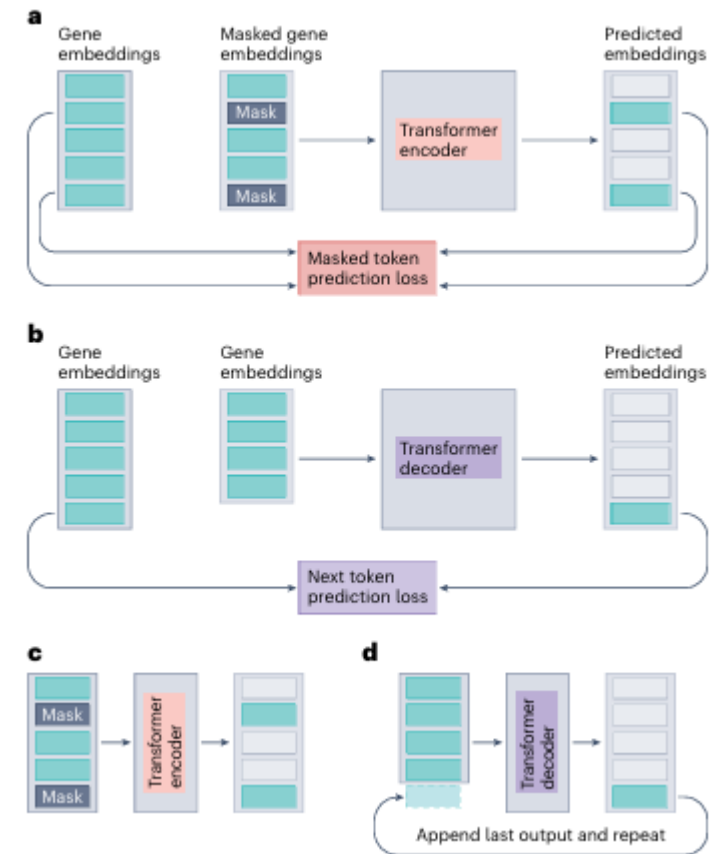 a
Gene
embeddings
Masked gene
embeddings
Predicted
embeddings
Mask
Mask
Transformer
encoder
Masked token
prediction loss
b
Gene
embeddings
Gene
embeddings
Predicted
embeddings
Transformer
decoder
Next token
prediction loss
c
Mask
Mask
Transformer
encoder
d
Transformer
decoder
Append last output and repeat